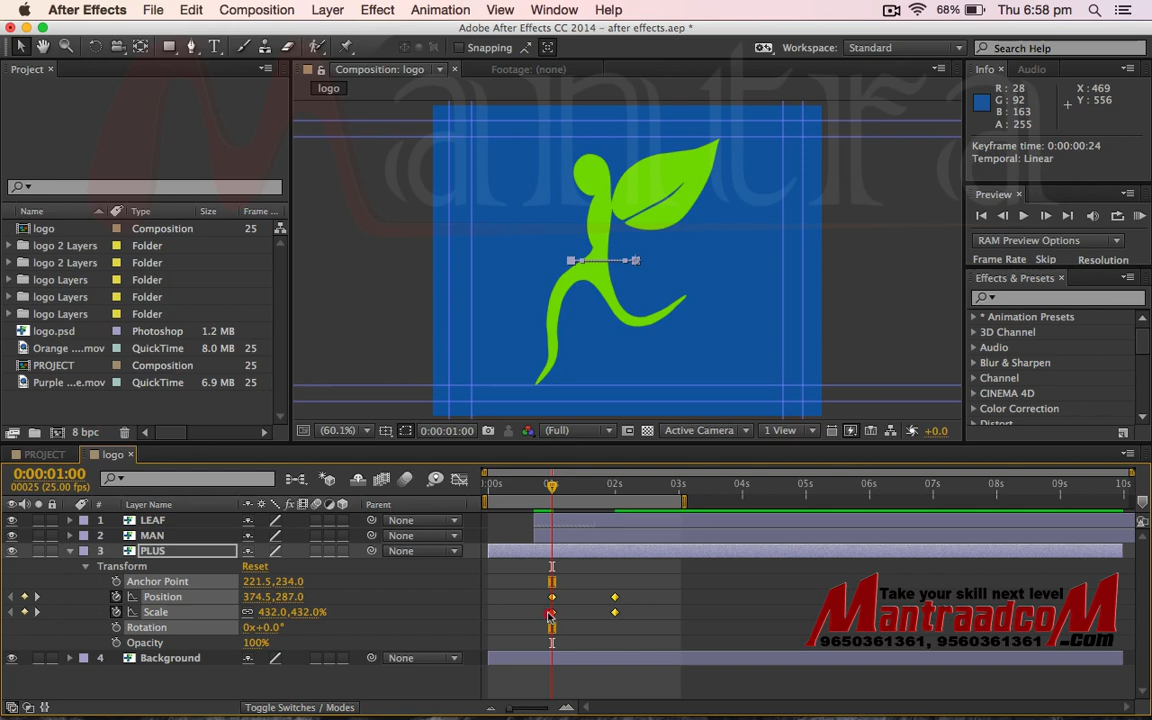 After Effects File Edit Composition Layer Effect Animation View Window Help 68% Thu 6:58 pm
Adobe After Effects CC 2014 - after effects.aep *
Snapping Workspace: Standard Search Help
Project Composition: logo Footage: (none) Info Audio
logo
R: 28 X: 469
G: 92 Y: 556
B: 163
A: 255
Keyframe time: 0:00:00:24
Temporal: Linear
Mantra
Preview
Name Type Size Frame ...
logo Composition 25
logo 2 Layers Folder
RAM Preview Options
logo 2 Layers Folder
Frame Rate Skip Resolution
logo Layers Folder
Effects & Presets
logo Layers Folder
logo Layers Folder
* Animation Presets
logo.psd Photoshop 1.2 MB
3D Channel
Orange ....mov QuickTime 8.0 MB 25
Audio
PROJECT Composition 25
Blur & Sharpen
Purple ...e.mov QuickTime 6.9 MB 25
Channel
CINEMA 4D
Color Correction
Distort
8 bpc (60.1%) 0:00:01:00 (Full) Active Camera 1 View +0.0
PROJECT logo
0:00:01:00
00025 (25.00 fps)
:00s 02s 03s 04s 05s 06s 07s 08s 09s 10s
# Layer Name Parent
1 LEAF None
2 MAN None
3 PLUS None
Transform Reset
Anchor Point 221.5,234.0
Position 374.5,287.0
Scale 432.0,432.0%
Rotation 0x+0.0°
Opacity 100%
4 Background None
Take your skill next level
Mantraadcom.com
9650361361, 9560361361
Toggle Switches / Modes